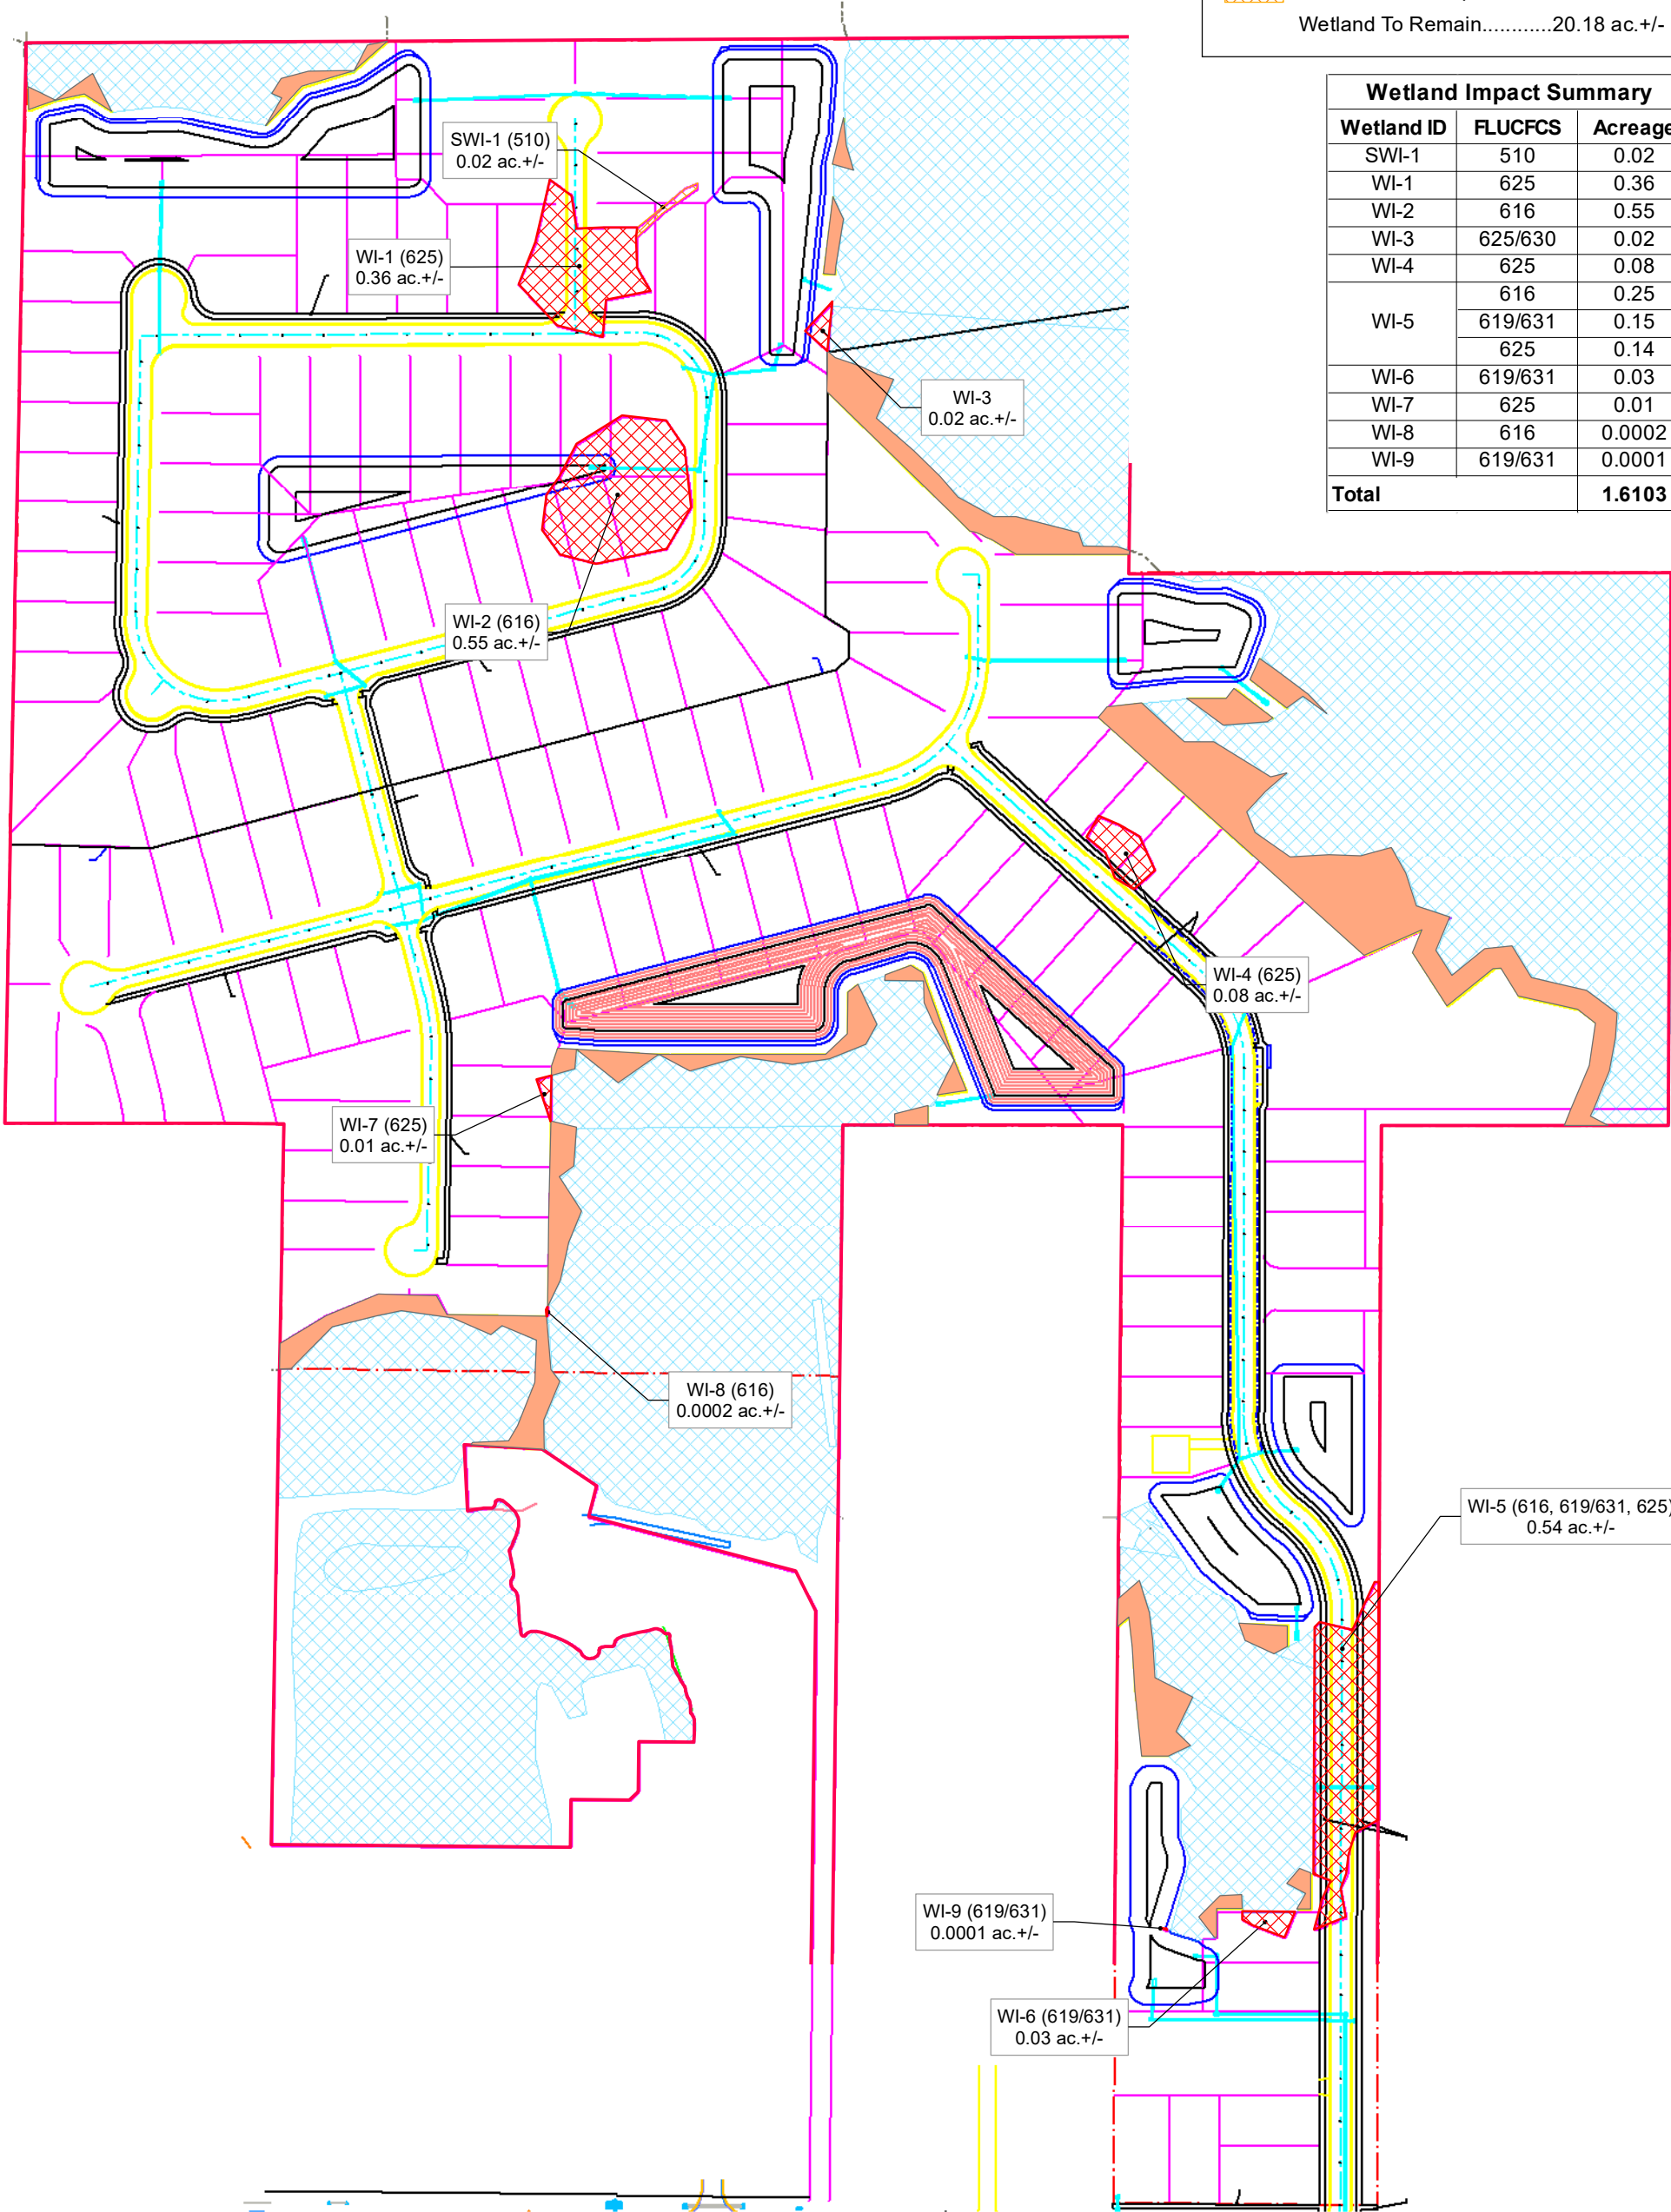 Wetland To Remain............20.18 ac.+/-
Wetland Impact Summary
Wetland ID FLUCFCS Acreage
SWI-1 510 0.02
WI-1 625 0.36
WI-2 616 0.55
WI-3 625/630 0.02
WI-4 625 0.08
616 0.25
WI-5 619/631 0.15
625 0.14
WI-6 619/631 0.03
WI-7 625 0.01
WI-8 616 0.0002
WI-9 619/631 0.0001
Total 1.6103
SWI-1 (510)
0.02 ac.+/-
WI-1 (625)
0.36 ac.+/-
WI-3
0.02 ac.+/-
WI-2 (616)
0.55 ac.+/-
WI-4 (625)
0.08 ac.+/-
WI-7 (625)
0.01 ac.+/-
WI-8 (616)
0.0002 ac.+/-
WI-5 (616, 619/631, 625)
0.54 ac.+/-
WI-9 (619/631)
0.0001 ac.+/-
WI-6 (619/631)
0.03 ac.+/-